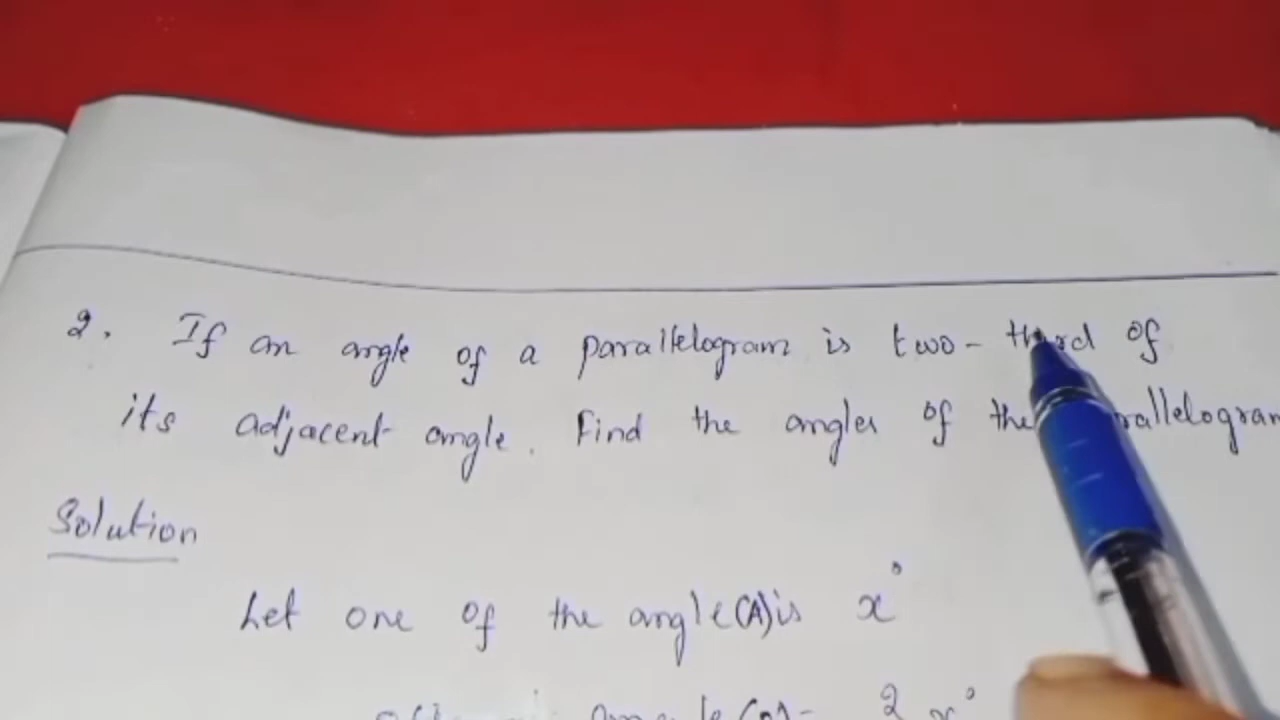 2. If an angle of a parallelogram is two-third of
its adjacent angle. Find the angles of the
Solution
Let one of the angle(A)is x°
2